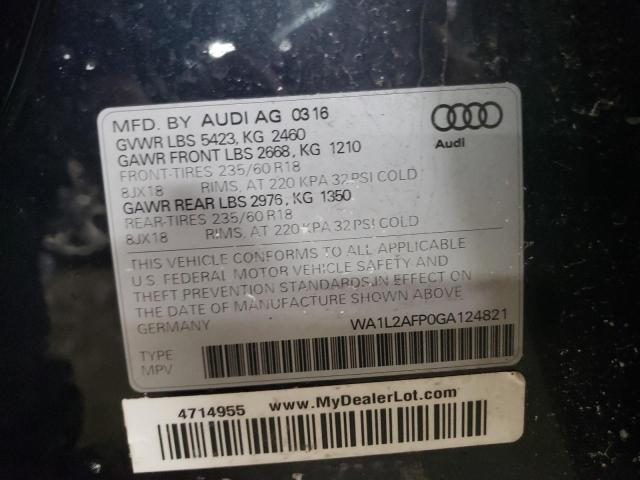 MFD. BY AUDI AG 03 16
GVWR LBS 5423, KG 2460
GAWR FRONT LBS 2668, KG 1210
FRONT-TIRES 235/60 R18
8JX18 RIMS, AT 220 KPA 32 PSI COLD
GAWR REAR LBS 2976, KG 1350
REAR-TIRES 235/60 R18
8JX18 RIMS, AT 220 KPA 32 PSI COLD
Audi
THIS VEHICLE CONFORMS TO ALL APPLICABLE
U.S. FEDERAL MOTOR VEHICLE SAFETY AND
THEFT PREVENTION STANDARDS IN EFFECT ON
THE DATE OF MANUFACTURE SHOWN ABOVE.
GERMANY WA1L2AFP0GA124821
TYPE
MPV
4714955 www.MyDealerLot.com